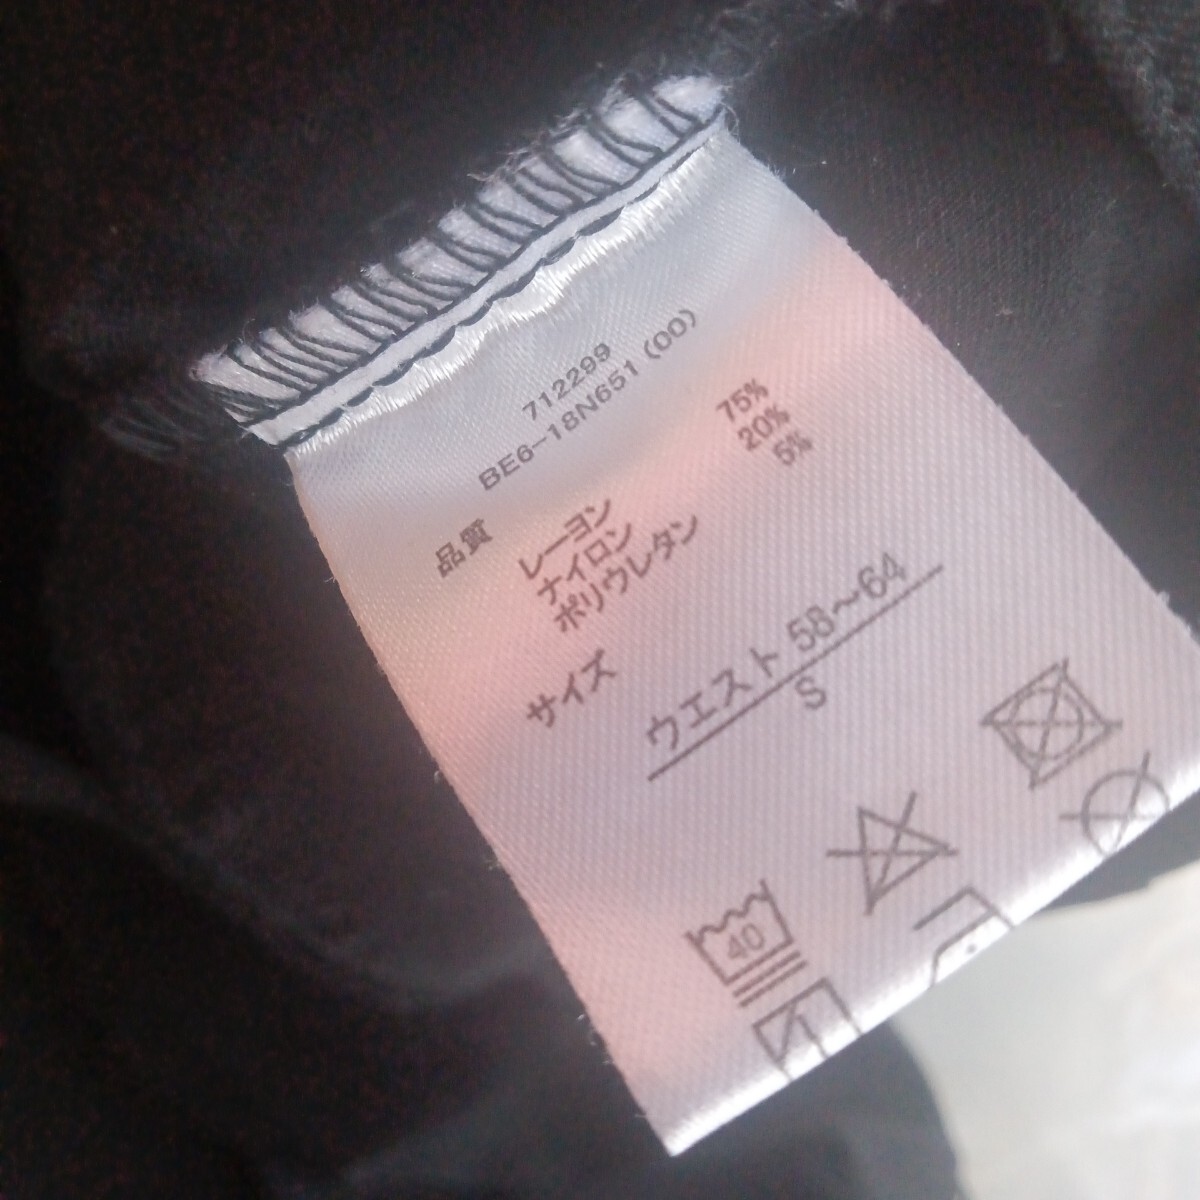 712299
BE6-18N651 (00)
品質 レーヨン 75%
ナイロン 20%
ポリウレタン 5%
サイズ
ウエスト 58～64
S
40